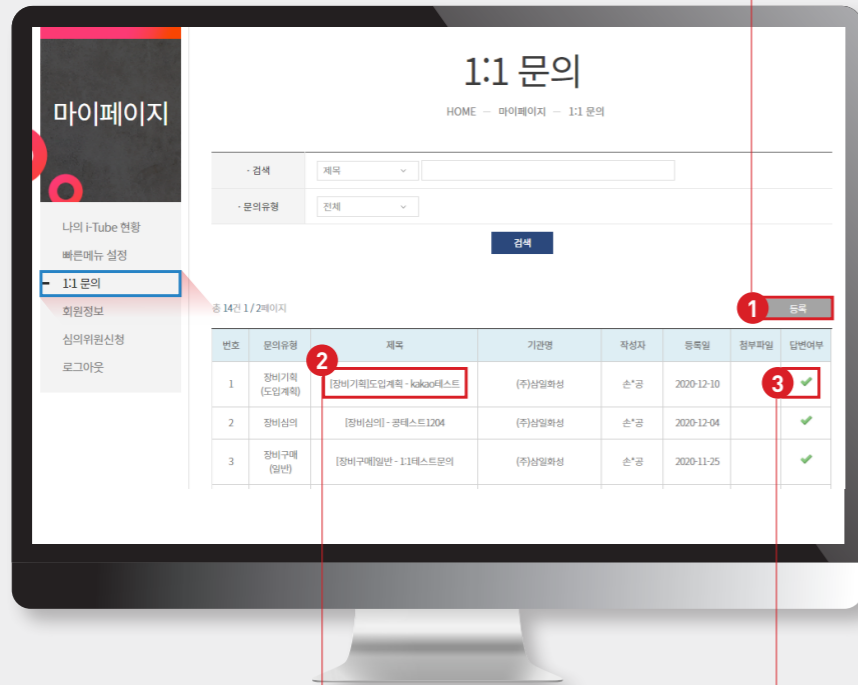 마이페이지
나의 i-Tube 현황
빠른메뉴 설정
1:1 문의
회원정보
심의위원신청
로그아웃
1:1 문의
HOME ─ 마이페이지 ─ 1:1 문의
· 검색 제목
· 문의유형 전체
검색
총 14건 1 / 2페이지
1 등록
번호 문의유형 제목 기관명 작성자 등록일 첨부파일 답변여부
2
1 장비기획 (도입계획) [장비기획]도입계획 - kakao테스트 (주)삼일화성 손*공 2020-12-10 3
2 장비심의 [장비심의] - 콩테스트1204 (주)삼일화성 손*공 2020-12-04
3 장비구매 (일반) [장비구매]일반 - 1:1테스트문의 (주)삼일화성 손*공 2020-11-25